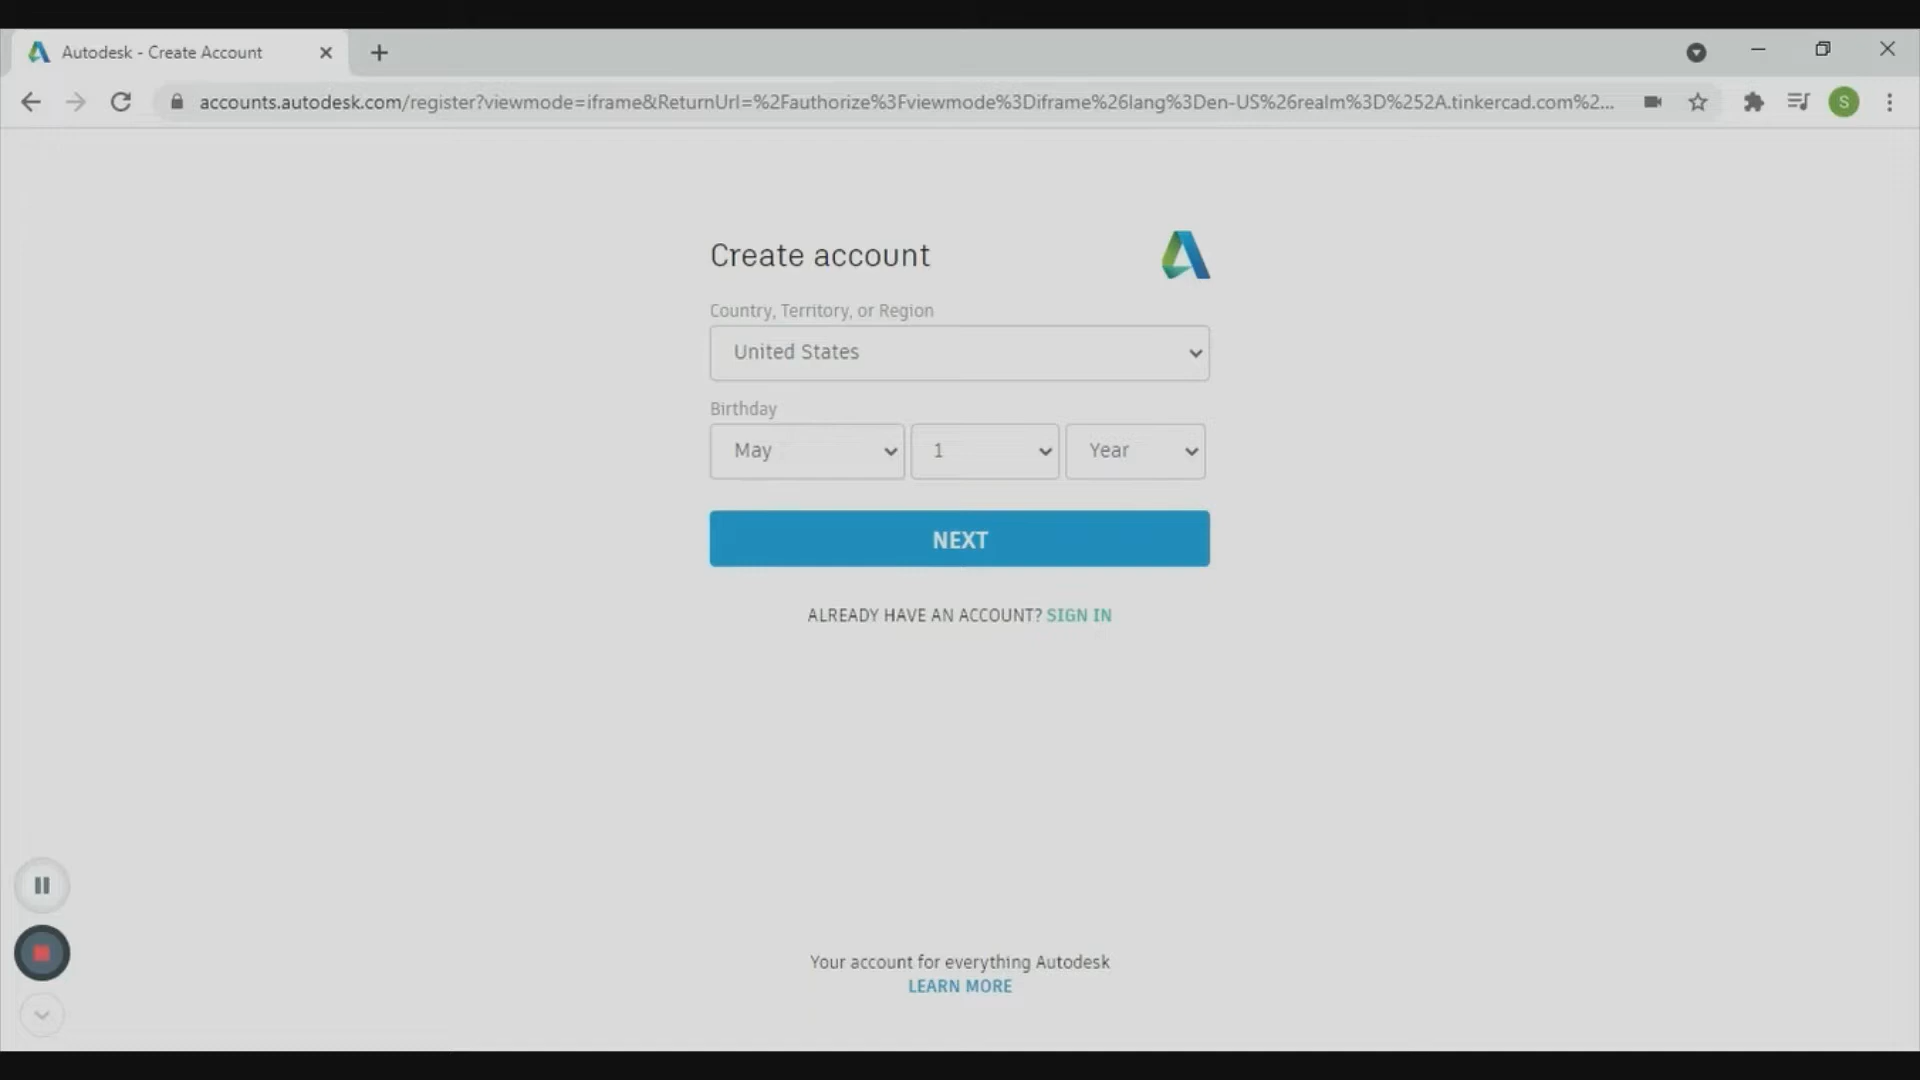 Autodesk - Create Account
accounts.autodesk.com/register?viewmode=iframe&ReturnUrl=%2Fauthorize%3Fviewmode%3Diframe%26lang%3Den-US%26realm%3D%252A.tinkercad.com%2...
S
Create account
Country, Territory, or Region
United States
Birthday
May 1 Year
NEXT
ALREADY HAVE AN ACCOUNT? SIGN IN
Your account for everything Autodesk
LEARN MORE